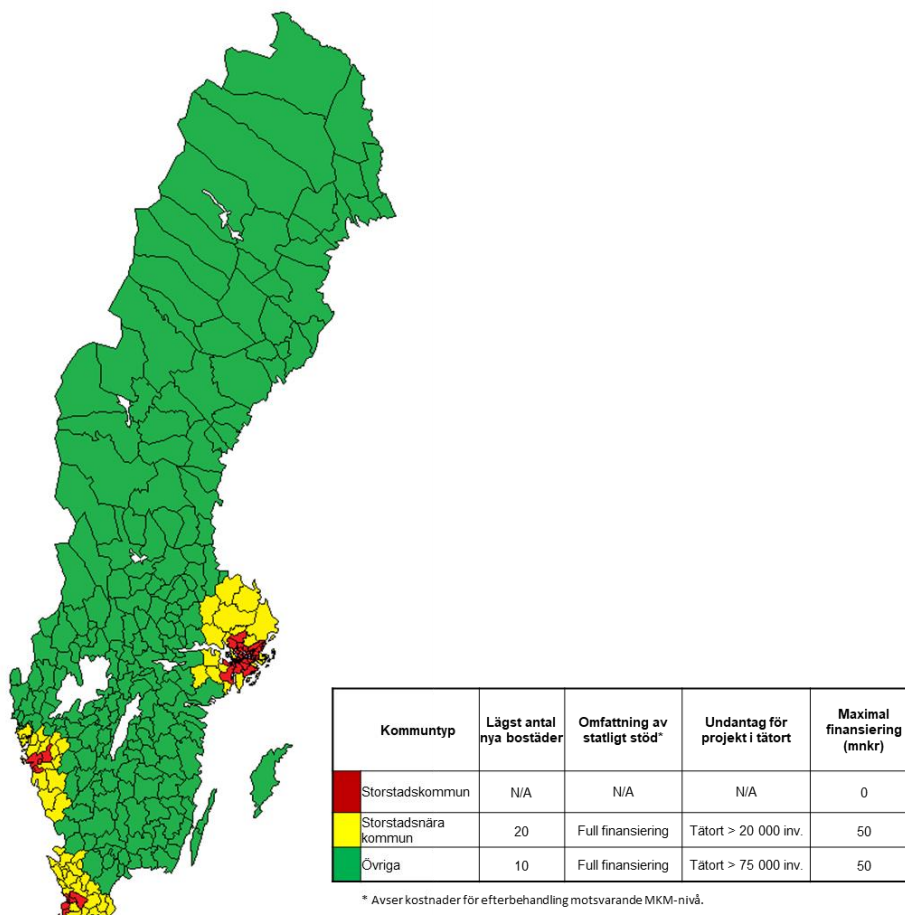 Kommuntyp Lägst antal nya bostäder Omfattning av statligt stöd* Undantag för projekt i tätort Maximal finansiering (mnkr)
Storstadskommun N/A N/A N/A 0
Storstadsnära kommun 20 Full finansiering Tätort > 20 000 inv. 50
Övriga 10 Full finansiering Tätort > 75 000 inv. 50
* Avser kostnader för efterbehandling motsvarande MKM-nivå.